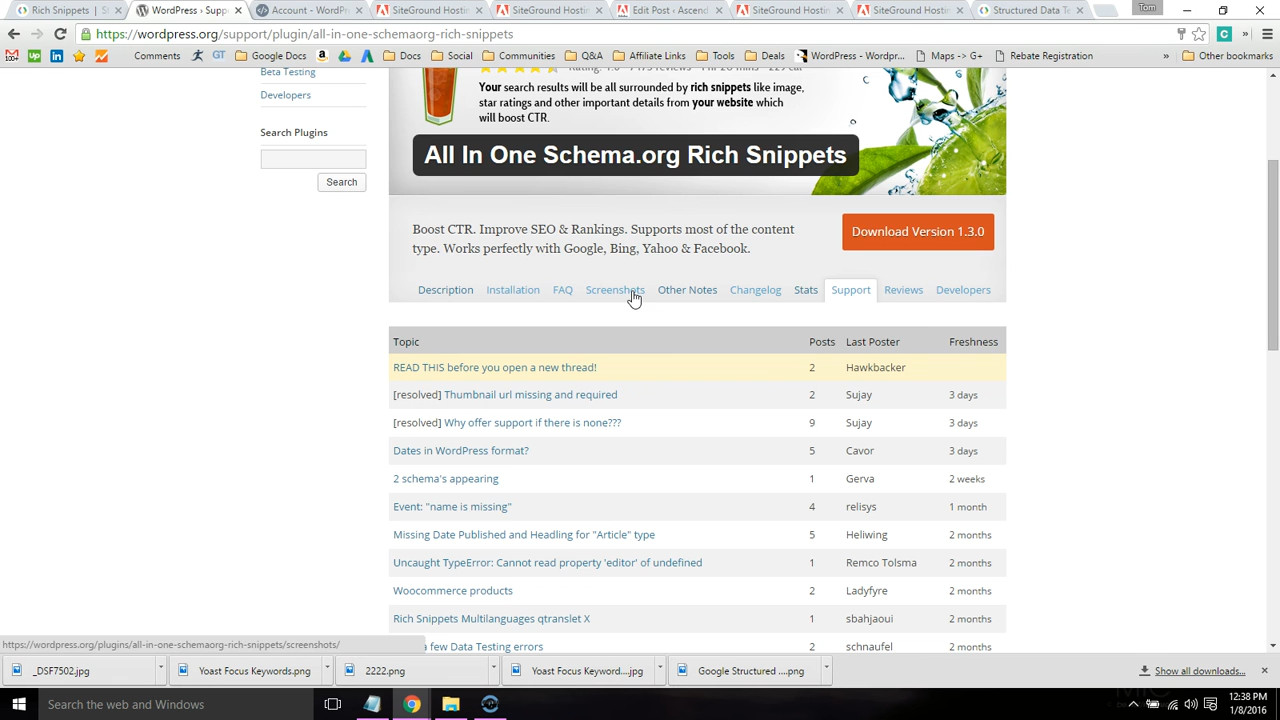 Rich Snippets | S
WordPress › Supp
Account - WordPr
SiteGround Hostin
SiteGround Hostin
Edit Post ‹ Ascend
SiteGround Hostin
SiteGround Hostin
Structured Data T
Tom
https://wordpress.org/support/plugin/all-in-one-schemaorg-rich-snippets
Comments
Google Docs
Docs
Social
Communities
Q&A
Affiliate Links
Tools
Deals
WordPress - Wordpr...
Maps -> G+
Rebate Registration
»
Other bookmarks
Beta Testing
Developers
Search Plugins
Search
Your search results will be all surrounded by rich snippets like image,
star ratings and other important details from your website which
will boost CTR.
All In One Schema.org Rich Snippets
Boost CTR. Improve SEO & Rankings. Supports most of the content
type. Works perfectly with Google, Bing, Yahoo & Facebook.
Download Version 1.3.0
Description Installation FAQ Screenshots Other Notes Changelog Stats Support Reviews Developers
Topic Posts Last Poster Freshness
READ THIS before you open a new thread! 2 Hawkbacker
[resolved] Thumbnail url missing and required 2 Sujay 3 days
[resolved] Why offer support if there is none??? 9 Sujay 3 days
Dates in WordPress format? 5 Cavor 3 days
2 schema's appearing 1 Gerva 2 weeks
Event: "name is missing" 4 relisys 1 month
Missing Date Published and Headling for "Article" type 5 Heliwing 2 months
Uncaught TypeError: Cannot read property 'editor' of undefined 1 Remco Tolsma 2 months
Woocommerce products 2 Ladyfyre 2 months
Rich Snippets Multilanguages qtranslet X 1 sbahjaoui 2 months
a few Data Testing errors 2 schnaufel 2 months
https://wordpress.org/plugins/all-in-one-schemaorg-rich-snippets/screenshots/
_DSF7502.jpg
Yoast Focus Keywords.png
2222.png
Yoast Focus Keyword....jpg
Google Structured ....png
Show all downloads...
Search the web and Windows
12:38 PM
1/8/2016